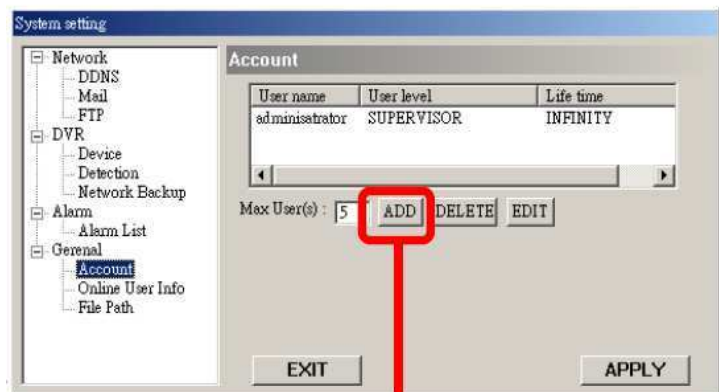 System setting
Network
DDNS
Mail
FTP
DVR
Device
Detection
Network Backup
Alarm
Alarm List
Gerenal
Account
Online User Info
File Path
Account
User name User level Life time
adminisatrator SUPERVISOR INFINITY
Max User(s) : 5 ADD DELETE EDIT
EXIT APPLY